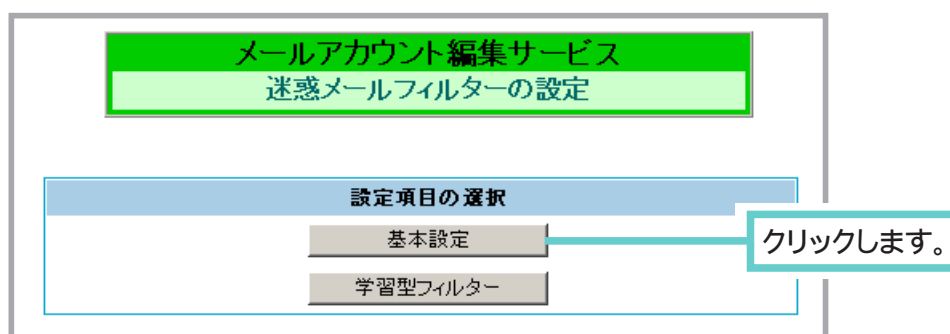 メールアカウント編集サービス
迷惑メールフィルターの設定
設定項目の選択
基本設定
クリックします。
学習型フィルター